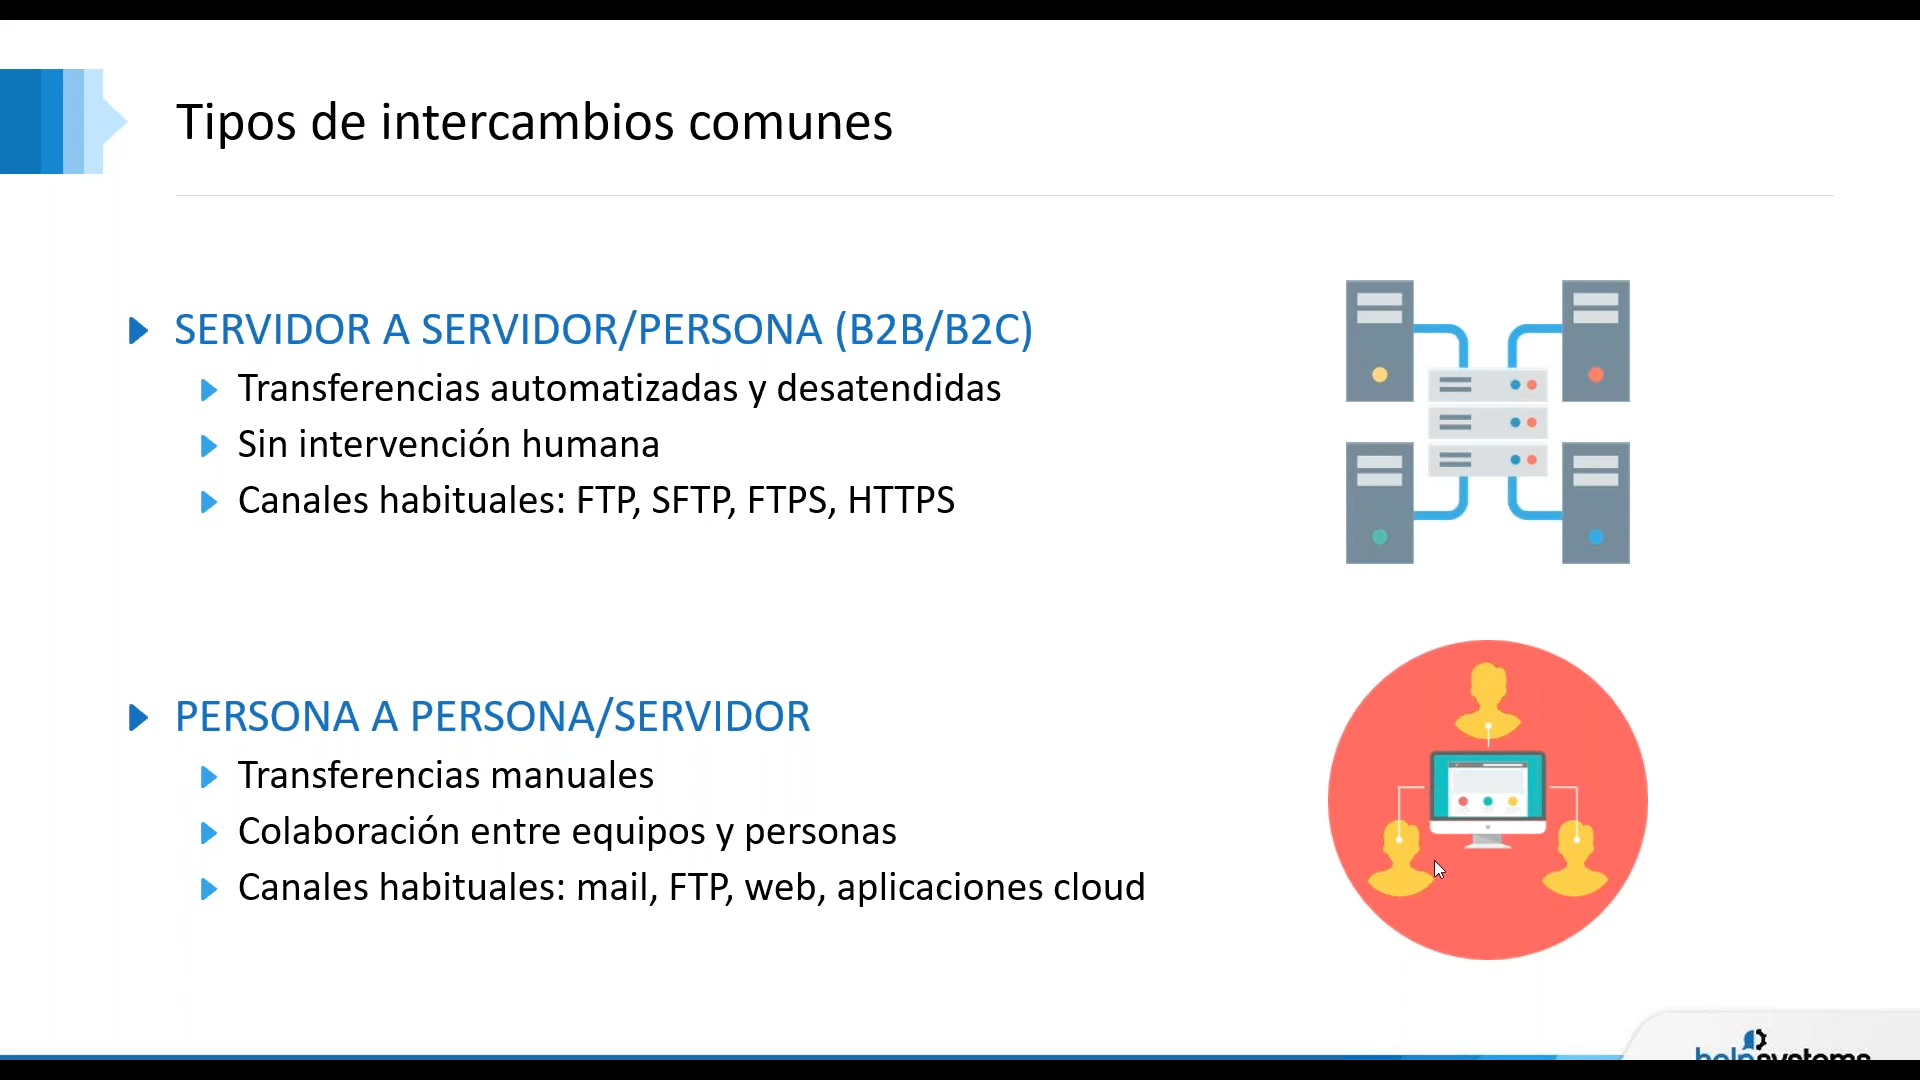 Tipos de intercambios comunes
SERVIDOR A SERVIDOR/PERSONA (B2B/B2C)
Transferencias automatizadas y desatendidas
Sin intervención humana
Canales habituales: FTP, SFTP, FTPS, HTTPS
PERSONA A PERSONA/SERVIDOR
Transferencias manuales
Colaboración entre equipos y personas
Canales habituales: mail, FTP, web, aplicaciones cloud
helpsystems